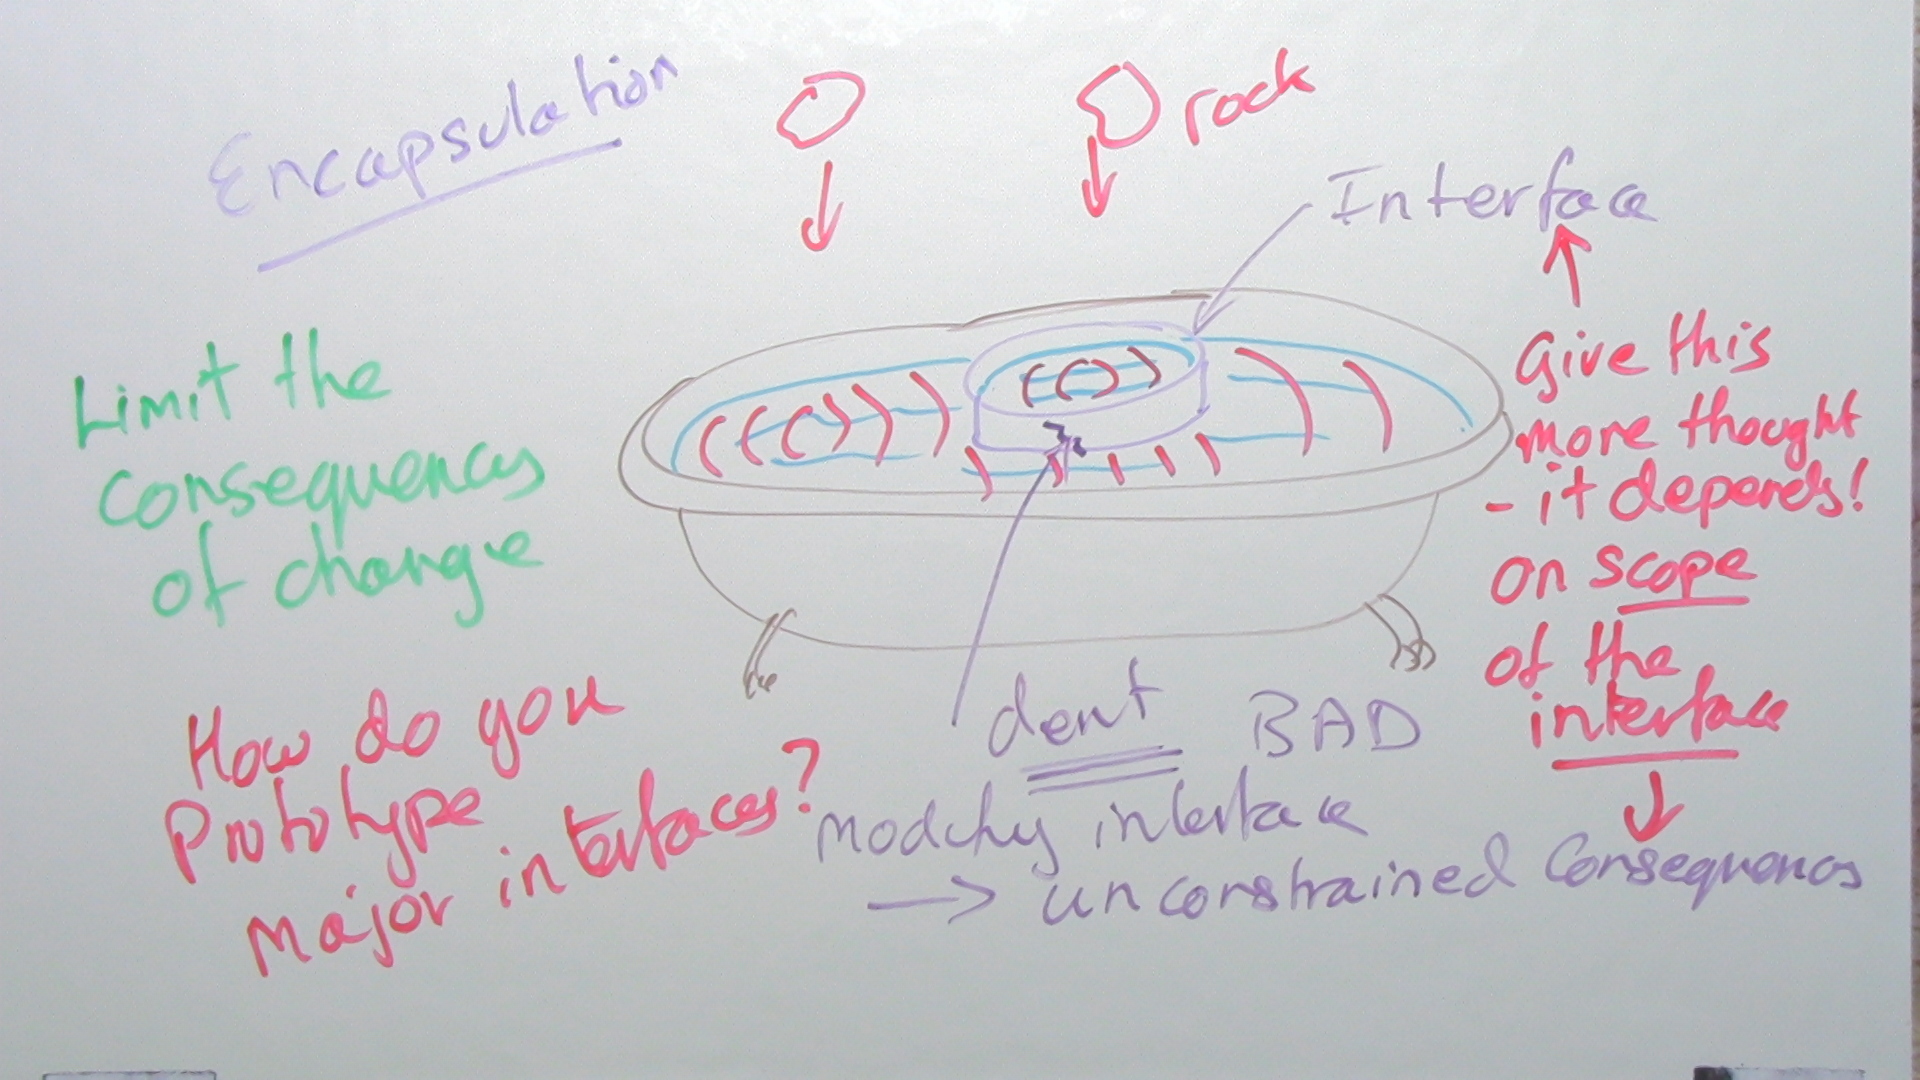 Encapsulation
rock
Interface
Limit the
consequences
of change
Give this
more thought
- it depends!
on scope
of the
interface
How do you
Prototype
major interfaces?
dent BAD
modify interface
→ unconstrained consequences